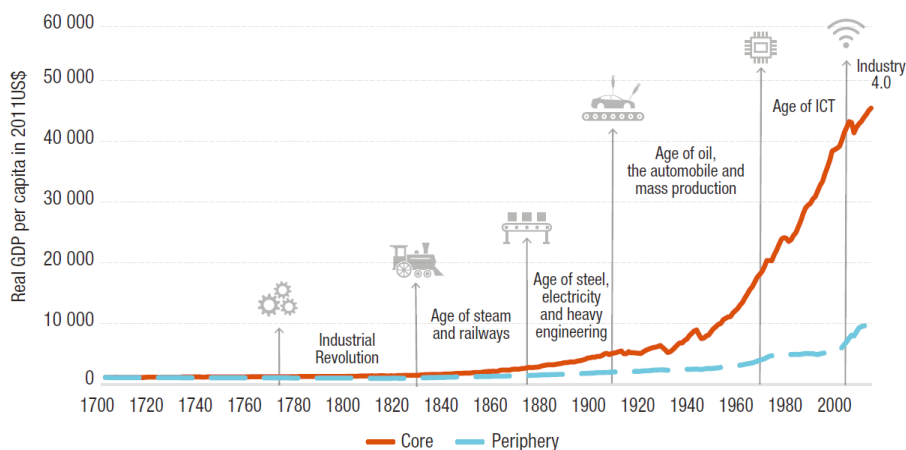 60 000
50 000
40 000
30 000
20 000
10 000
0
Real GDP per capita in 2011US$
Industrial
Revolution
Age of steam
and railways
Age of steel,
electricity
and heavy
engineering
Age of oil,
the automobile and
mass production
Age of ICT
Industry
4.0
1700 1720 1740 1760 1780 1800 1820 1840 1860 1880 1900 1920 1940 1960 1980 2000
Core Periphery